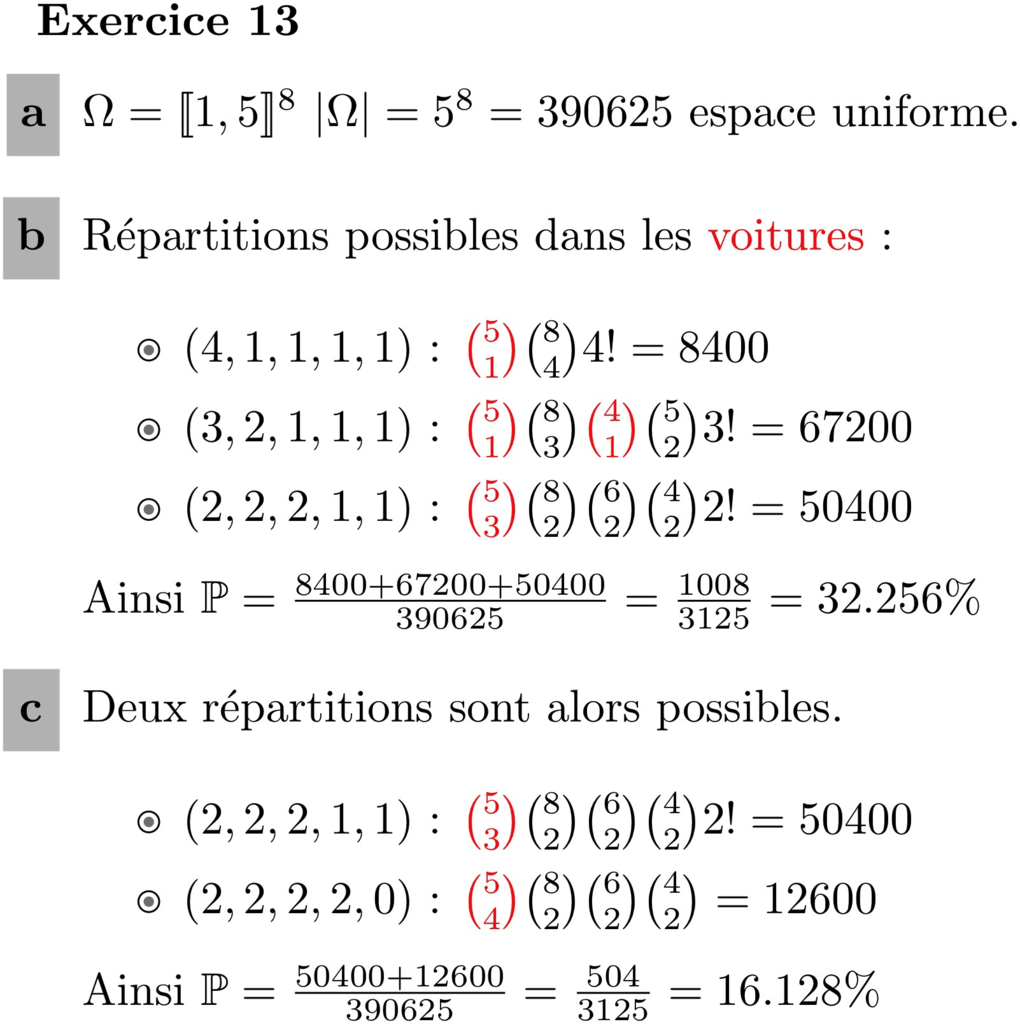 Exercice 13
a Ω = ⟦1, 5⟧⁸ |Ω| = 5⁸ = 390625 espace uniforme.
b Répartitions possibles dans les voitures :
⊙ (4, 1, 1, 1, 1) : \binom{5}{1}\binom{8}{4}4! = 8400
⊙ (3, 2, 1, 1, 1) : \binom{5}{1}\binom{8}{3}\binom{4}{1}\binom{5}{2}3! = 67200
⊙ (2, 2, 2, 1, 1) : \binom{5}{3}\binom{8}{2}\binom{6}{2}\binom{4}{2}2! = 50400
Ainsi ℙ = \frac{8400+67200+50400}{390625} = \frac{1008}{3125} = 32.256%
c Deux répartitions sont alors possibles.
⊙ (2, 2, 2, 1, 1) : \binom{5}{3}\binom{8}{2}\binom{6}{2}\binom{4}{2}2! = 50400
⊙ (2, 2, 2, 2, 0) : \binom{5}{4}\binom{8}{2}\binom{6}{2}\binom{4}{2} = 12600
Ainsi ℙ = \frac{50400+12600}{390625} = \frac{504}{3125} = 16.128%